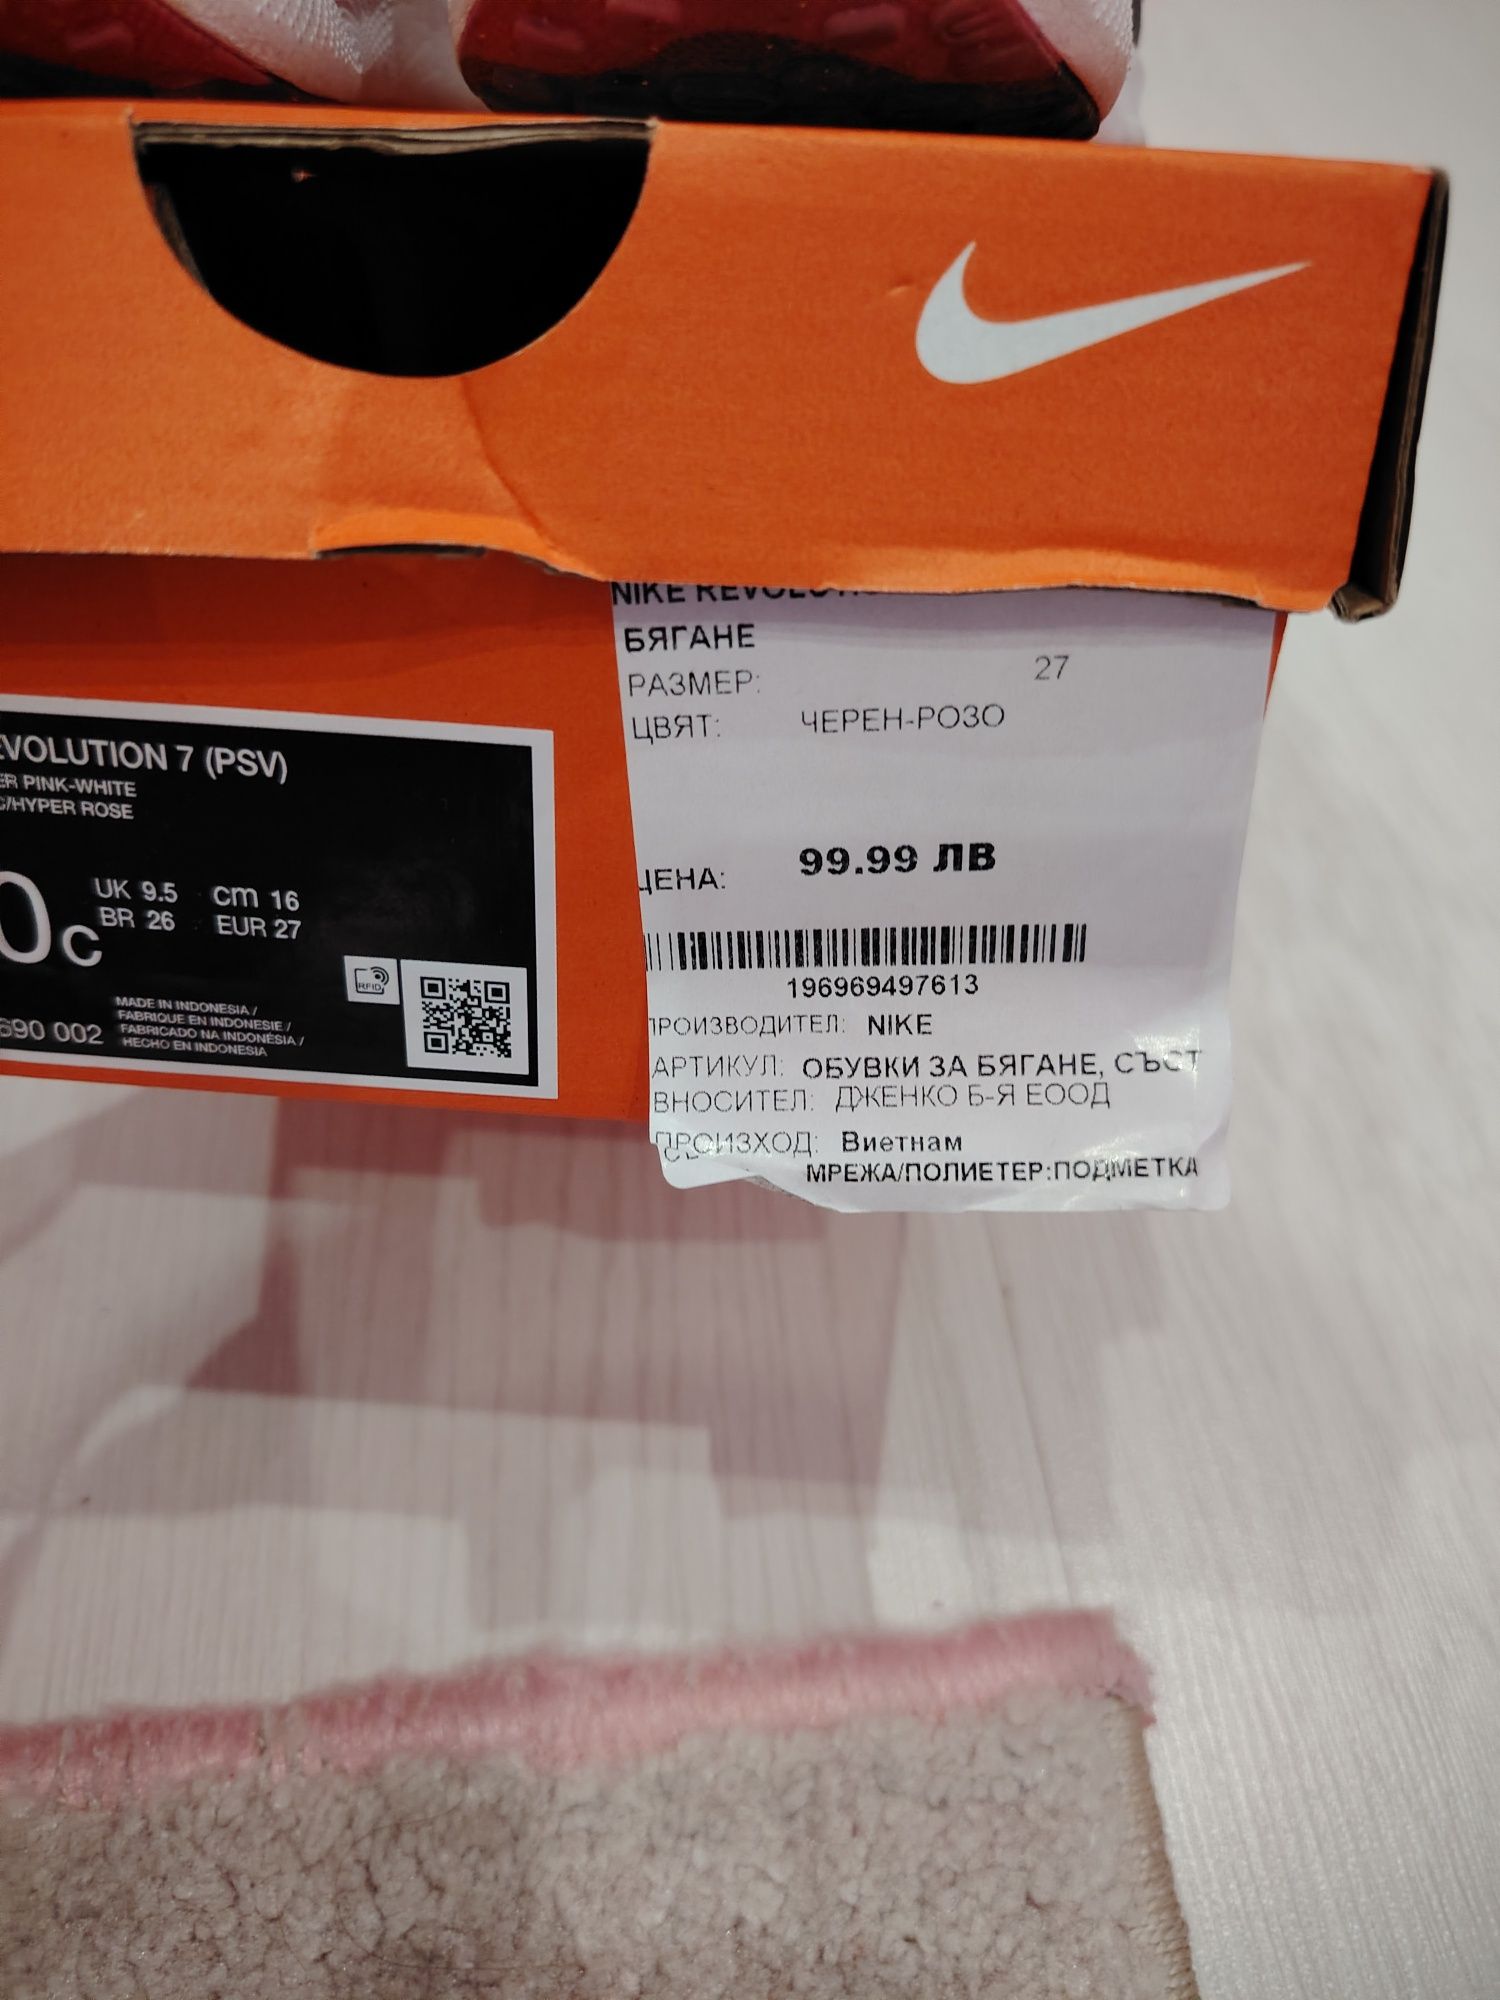 NIKE
БЯГАНЕ
РАЗМЕР: 27
ЦВЯТ: ЧЕРЕН-РОЗО
ЦЕНА: 99.99 ЛВ
196969497613
ПРОИЗВОДИТЕЛ: NIKE
АРТИКУЛ: ОБУВКИ ЗА БЯГАНЕ, СЪСТ
ВНОСИТЕЛ: ДЖЕНКО Б-Я ЕООД
ПРОИЗХОД: Виетнам
МРЕЖА/ПОЛИЕТЕР:ПОДМЕТКА
EVOLUTION 7 (PSV)
ER PINK-WHITE
C/HYPER ROSE
0C
UK 9.5 cm 16
BR 26 EUR 27
RFID
690 002
MADE IN INDONESIA /
FABRIQUE EN INDONESIE /
FABRICADO NA INDONÉSIA /
HECHO EN INDONESIA